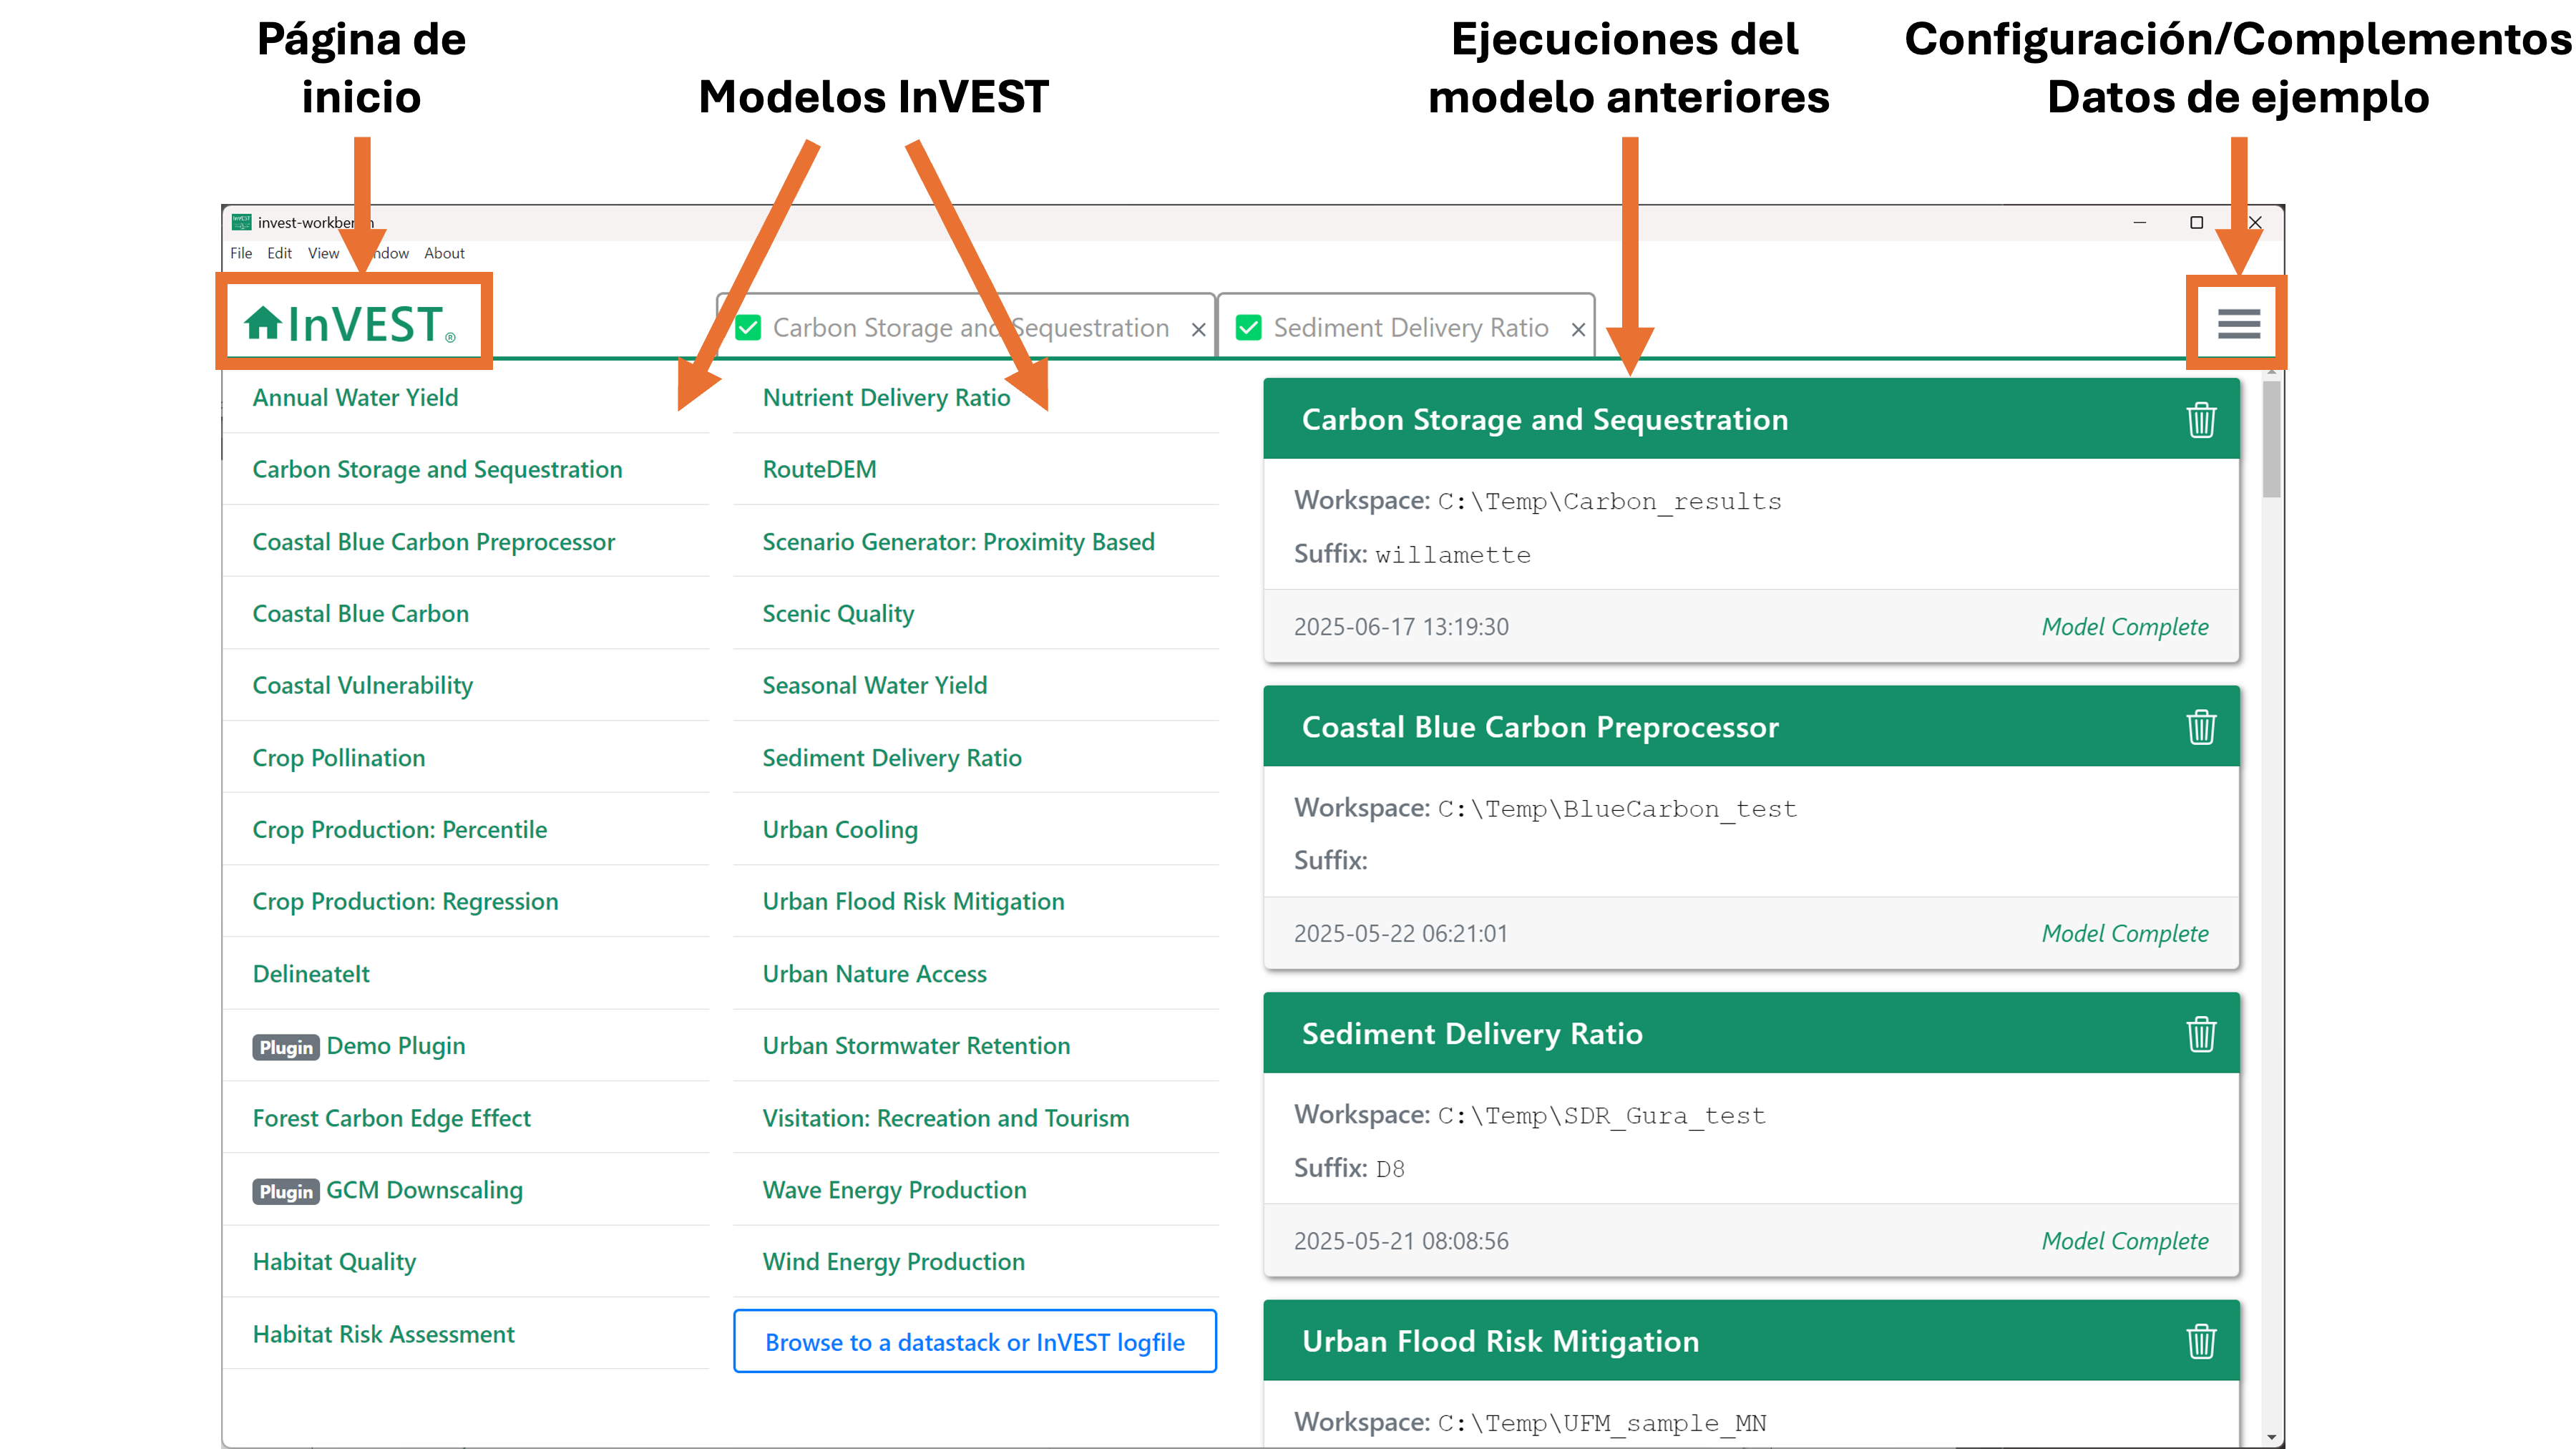 Página de
inicio
Modelos InVEST
Ejecuciones del
modelo anteriores
Configuración/Complementos
Datos de ejemplo
File Edit View About
InVEST®
Carbon Storage and Sequestration ×
Sediment Delivery Ratio ×
Annual Water Yield
Carbon Storage and Sequestration
Coastal Blue Carbon Preprocessor
Coastal Blue Carbon
Coastal Vulnerability
Crop Pollination
Crop Production: Percentile
Crop Production: Regression
DelineateIt
Plugin Demo Plugin
Forest Carbon Edge Effect
Plugin GCM Downscaling
Habitat Quality
Habitat Risk Assessment
Nutrient Delivery Ratio
RouteDEM
Scenario Generator: Proximity Based
Scenic Quality
Seasonal Water Yield
Sediment Delivery Ratio
Urban Cooling
Urban Flood Risk Mitigation
Urban Nature Access
Urban Stormwater Retention
Visitation: Recreation and Tourism
Wave Energy Production
Wind Energy Production
Browse to a datastack or InVEST logfile
Carbon Storage and Sequestration
Workspace: C:\Temp\Carbon_results
Suffix: willamette
2025-06-17 13:19:30 Model Complete
Coastal Blue Carbon Preprocessor
Workspace: C:\Temp\BlueCarbon_test
Suffix:
2025-05-22 06:21:01 Model Complete
Sediment Delivery Ratio
Workspace: C:\Temp\SDR_Gura_test
Suffix: D8
2025-05-21 08:08:56 Model Complete
Urban Flood Risk Mitigation
Workspace: C:\Temp\UFM_sample_MN